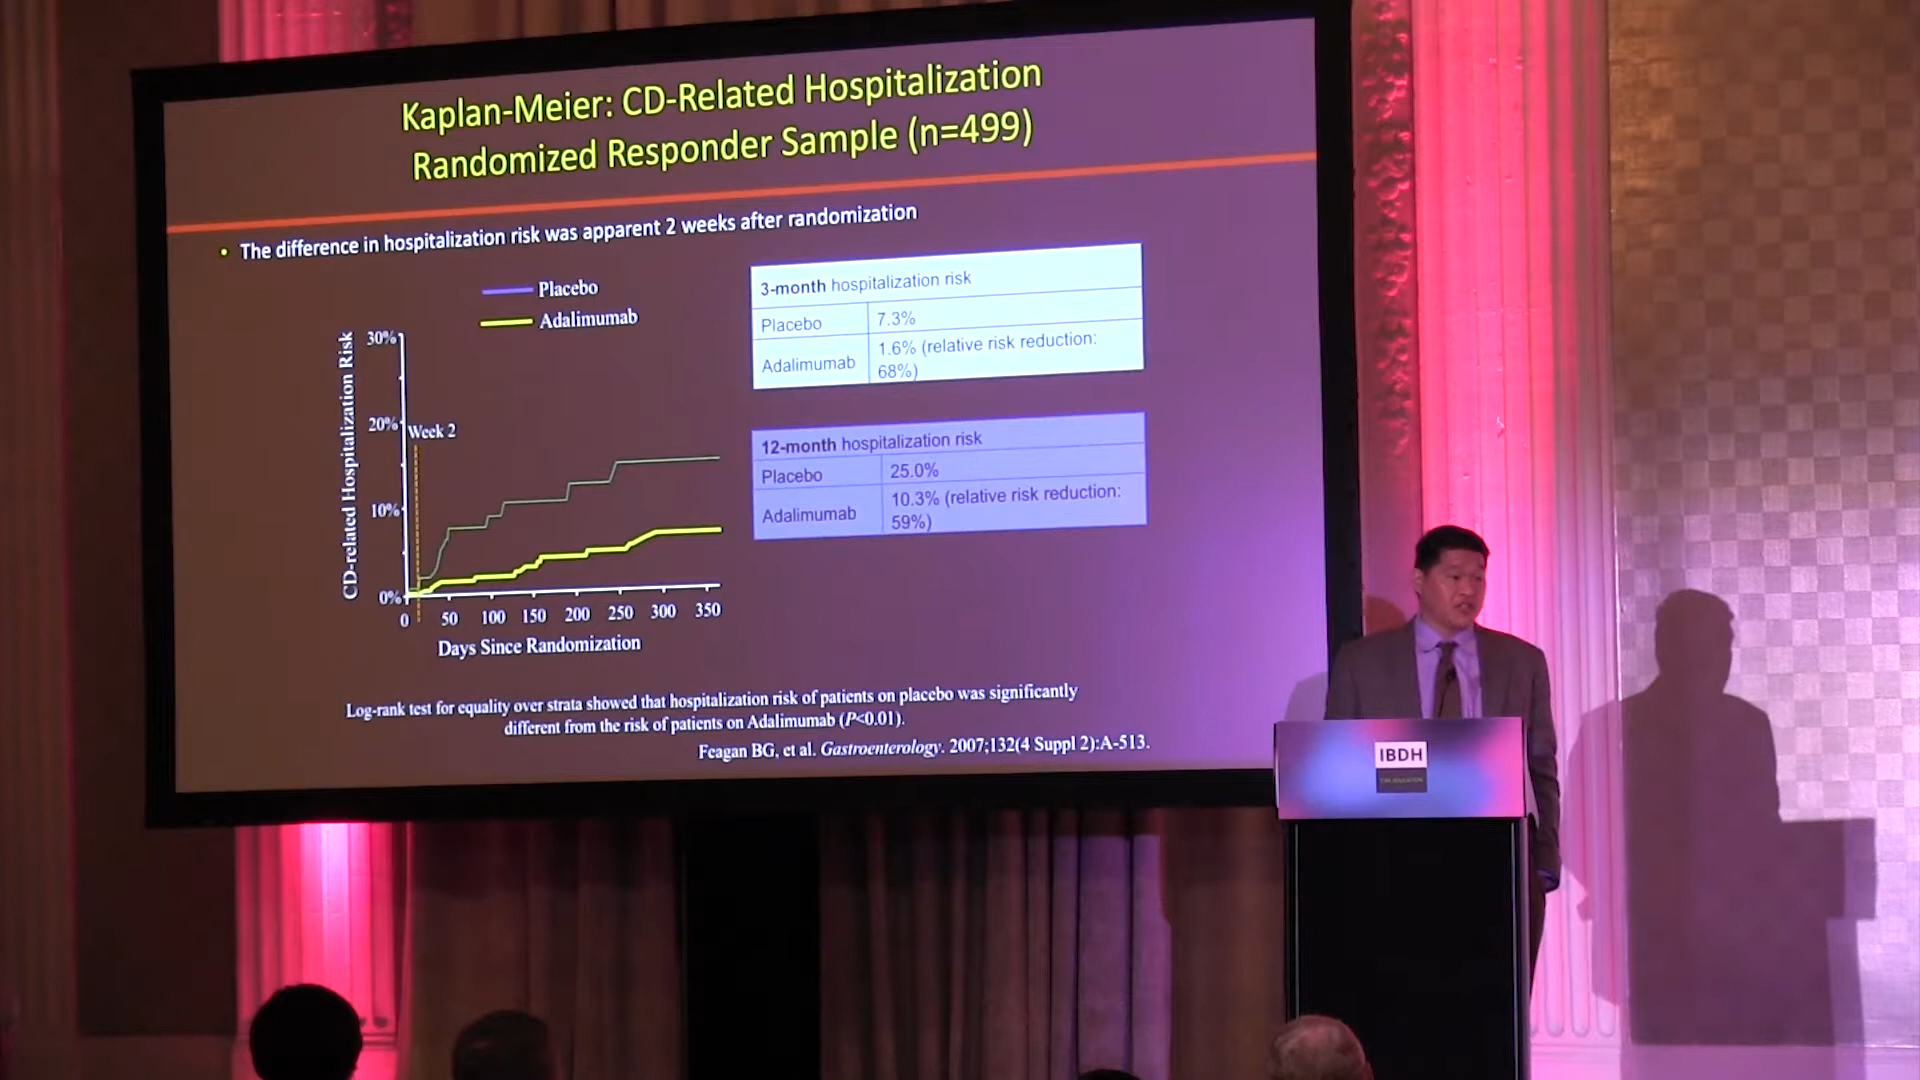 Kaplan-Meier: CD-Related Hospitalization
Randomized Responder Sample (n=499)
• The difference in hospitalization risk was apparent 2 weeks after randomization
Placebo
Adalimumab
CD-related Hospitalization Risk
30%
20%
10%
0%
Week 2
0 50 100 150 200 250 300 350
Days Since Randomization
3-month hospitalization risk
Placebo 7.3%
Adalimumab 1.6% (relative risk reduction:
68%)
12-month hospitalization risk
Placebo 25.0%
Adalimumab 10.3% (relative risk reduction:
59%)
Log-rank test for equality over strata showed that hospitalization risk of patients on placebo was significantly
different from the risk of patients on Adalimumab (P<0.01).
Feagan BG, et al. Gastroenterology. 2007;132(4 Suppl 2):A-513.
IBDH